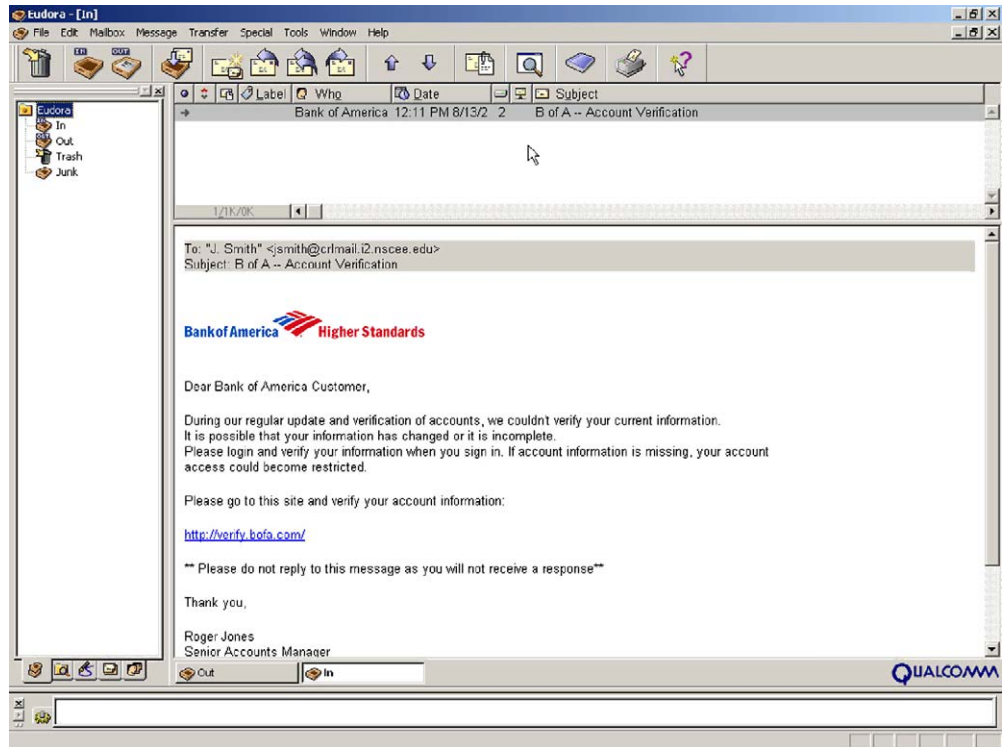 Eudora - [In]
File Edit Mailbox Message Transfer Special Tools Window Help
IN OUT
Label Who Date Subject
Bank of America 12:11 PM 8/13/2 2 B of A -- Account Verification
1/1K/0K
Eudora
In
Out
Trash
Junk
To: "J. Smith" <jsmith@crlmail.i2.nscee.edu>
Subject: B of A -- Account Verification
Bank of America Higher Standards
Dear Bank of America Customer,
During our regular update and verification of accounts, we couldn't verify your current information.
It is possible that your information has changed or it is incomplete.
Please login and verify your information when you sign in. If account information is missing, your account
access could become restricted.
Please go to this site and verify your account information:
http://verify.bofa.com/
** Please do not reply to this message as you will not receive a response**
Thank you,
Roger Jones
Senior Accounts Manager
Out In
QUALCOMM